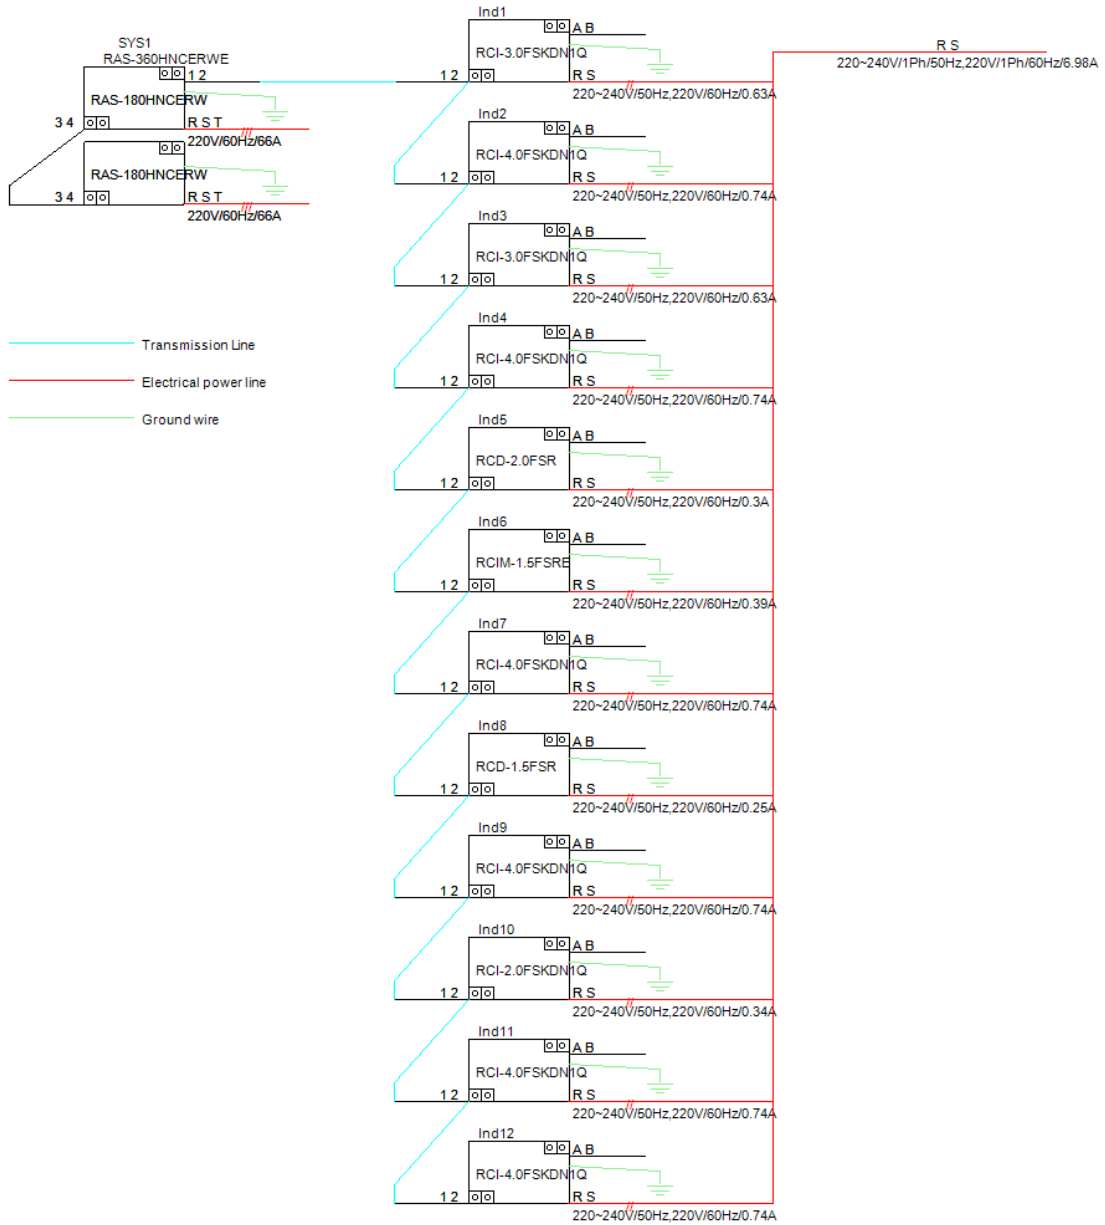 SYS1
RAS-360HNCERWE
1 2
RAS-180HNCERW
3 4
R S T
220V/60Hz/66A
RAS-180HNCERW
3 4
R S T
220V/60Hz/66A
Transmission Line
Electrical power line
Ground wire
Ind1
A B
RCI-3.0FSKDN1Q
1 2
R S
220~240V/50Hz,220V/60Hz/0.63A
Ind2
A B
RCI-4.0FSKDN1Q
1 2
R S
220~240V/50Hz,220V/60Hz/0.74A
Ind3
A B
RCI-3.0FSKDN1Q
1 2
R S
220~240V/50Hz,220V/60Hz/0.63A
Ind4
A B
RCI-4.0FSKDN1Q
1 2
R S
220~240V/50Hz,220V/60Hz/0.74A
Ind5
A B
RCD-2.0FSR
1 2
R S
220~240V/50Hz,220V/60Hz/0.3A
Ind6
A B
RCIM-1.5FSRE
1 2
R S
220~240V/50Hz,220V/60Hz/0.39A
Ind7
A B
RCI-4.0FSKDN1Q
1 2
R S
220~240V/50Hz,220V/60Hz/0.74A
Ind8
A B
RCD-1.5FSR
1 2
R S
220~240V/50Hz,220V/60Hz/0.25A
Ind9
A B
RCI-4.0FSKDN1Q
1 2
R S
220~240V/50Hz,220V/60Hz/0.74A
Ind10
A B
RCI-2.0FSKDN1Q
1 2
R S
220~240V/50Hz,220V/60Hz/0.34A
Ind11
A B
RCI-4.0FSKDN1Q
1 2
R S
220~240V/50Hz,220V/60Hz/0.74A
Ind12
A B
RCI-4.0FSKDN1Q
1 2
R S
220~240V/50Hz,220V/60Hz/0.74A
R S
220~240V/1Ph/50Hz,220V/1Ph/60Hz/6.98A